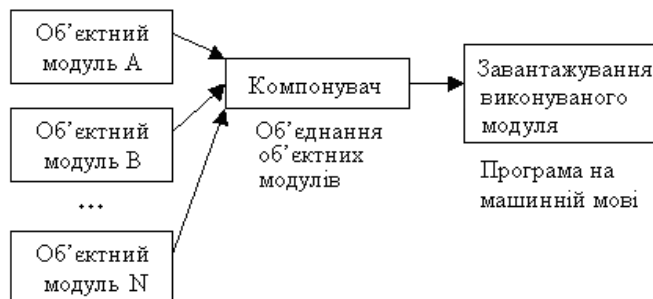 Об’єктний
модуль А
Об’єктний
модуль В
...
Об’єктний
модуль N
Компонувач
Об’єднання
об’єктних
модулів
Завантажування
виконуваного
модуля
Програма на
машинній мові